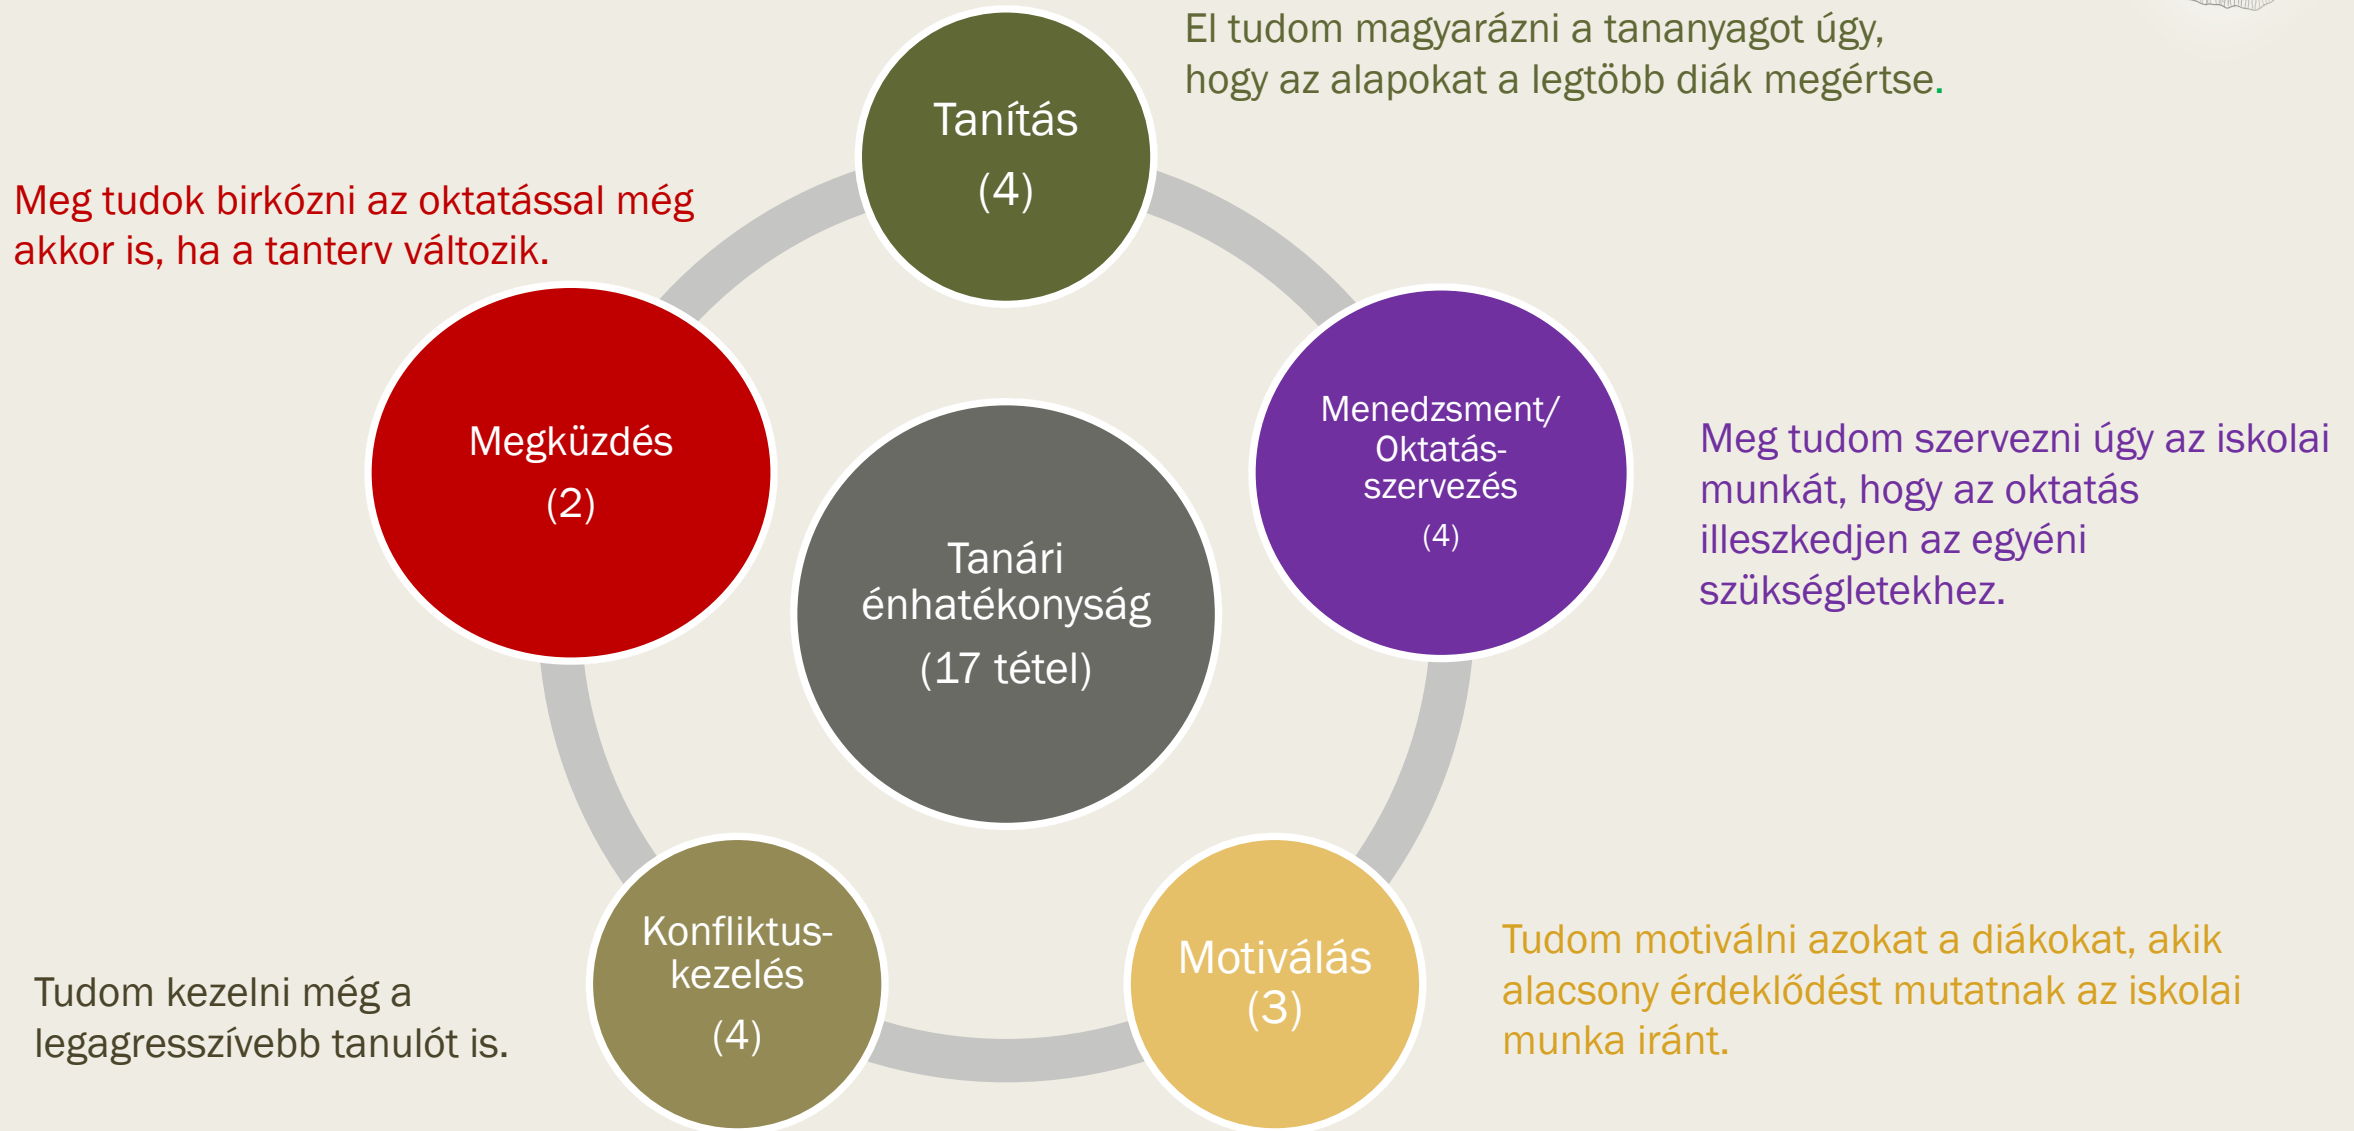 El tudom magyarázni a tananyagot úgy,
hogy az alapokat a legtöbb diák megértse.
Tanítás
(4)
Meg tudok birkózni az oktatással még
akkor is, ha a tanterv változik.
Megküzdés
(2)
Menedzsment/
Oktatás-
szervezés
(4)
Meg tudom szervezni úgy az iskolai
munkát, hogy az oktatás
illeszkedjen az egyéni
szükségletekhez.
Tanári
énhatékonyság
(17 tétel)
Konfliktus-
kezelés
(4)
Tudom kezelni még a
legagresszívebb tanulót is.
Motiválás
(3)
Tudom motiválni azokat a diákokat, akik
alacsony érdeklődést mutatnak az iskolai
munka iránt.